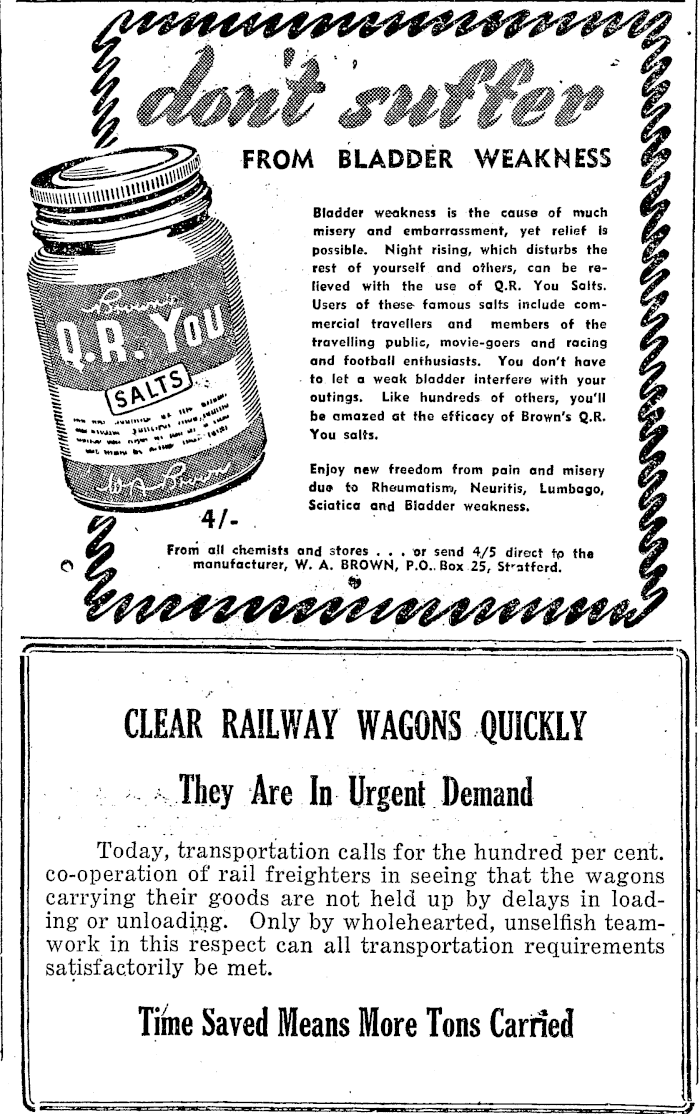 don't suffer
FROM BLADDER WEAKNESS
Bladder weakness is the cause of much
misery and embarrassment, yet relief is
possible. Night rising, which disturbs the
rest of yourself and others, can be re-
lieved with the use of Q.R. You Salts.
Users of these famous salts include com-
mercial travellers and members of the
travelling public, movie-goers and racing
and football enthusiasts. You don't have
to let a weak bladder interfere with your
outings. Like hundreds of others, you'll
be amazed at the efficacy of Brown's Q.R.
You salts.
Enjoy new freedom from pain and misery
due to Rheumatism, Neuritis, Lumbago,
Sciatica and Bladder weakness.
Brown's
Q.R. YOU
SALTS
W.A. Brown
4/-
From all chemists and stores . . . or send 4/5 direct to the
manufacturer, W. A. BROWN, P.O. Box 25, Stratford.
CLEAR RAILWAY WAGONS QUICKLY
They Are In Urgent Demand
Today, transportation calls for the hundred per cent.
co-operation of rail freighters in seeing that the wagons
carrying their goods are not held up by delays in load-
ing or unloading. Only by wholehearted, unselfish team-
work in this respect can all transportation requirements
satisfactorily be met.
Time Saved Means More Tons Carried